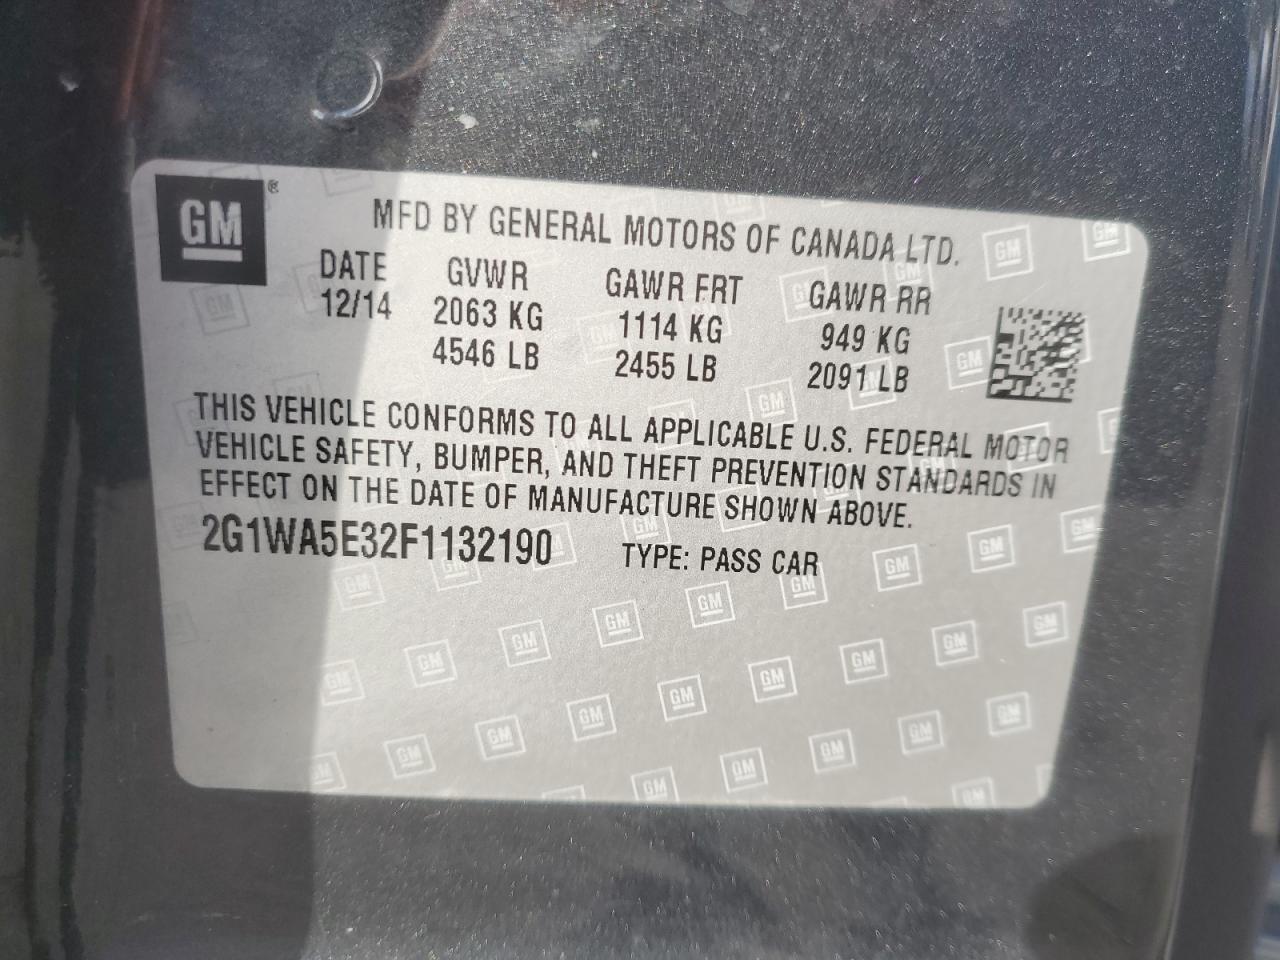 GM ®
MFD BY GENERAL MOTORS OF CANADA LTD.
DATE GVWR GAWR FRT GAWR RR
12/14 2063 KG 1114 KG 949 KG
4546 LB 2455 LB 2091 LB
THIS VEHICLE CONFORMS TO ALL APPLICABLE U.S. FEDERAL MOTOR
VEHICLE SAFETY, BUMPER, AND THEFT PREVENTION STANDARDS IN
EFFECT ON THE DATE OF MANUFACTURE SHOWN ABOVE.
2G1WA5E32F1132190 TYPE: PASS CAR